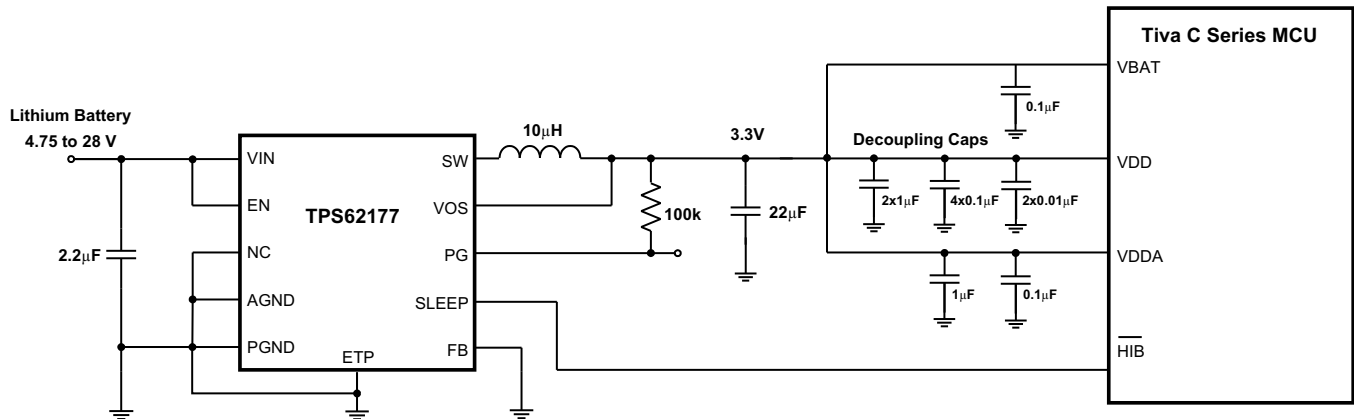 Tiva C Series MCU
VBAT
0.1μF
Lithium Battery
4.75 to 28 V
10μH
3.3V
Decoupling Caps
VIN
SW
VDD
EN
TPS62177
VOS
100k
22μF
2x1μF
4x0.1μF
2x0.01μF
2.2μF
NC
PG
VDDA
AGND
SLEEP
1μF
0.1μF
PGND
ETP
FB
HIB